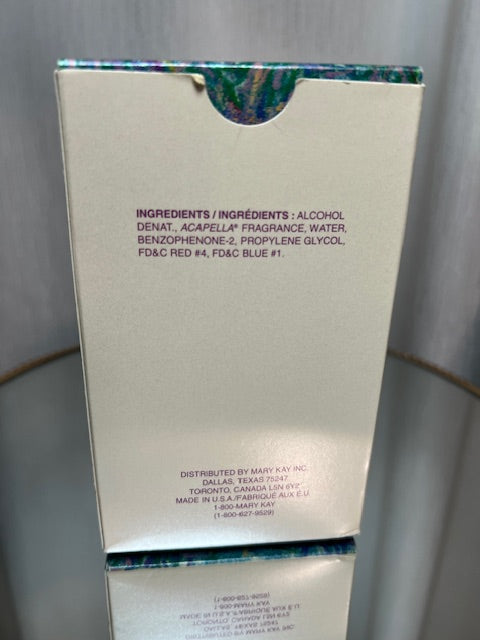 INGREDIENTS / INGRÉDIENTS : ALCOHOL
DENAT., ACAPELLA® FRAGRANCE, WATER,
BENZOPHENONE-2, PROPYLENE GLYCOL,
FD&C RED #4, FD&C BLUE #1.
DISTRIBUTED BY MARY KAY INC.
DALLAS, TEXAS 75247
TORONTO, CANADA L5N 6Y2
MADE IN U.S.A./FABRIQUÉ AUX É.U.
1-800-MARY KAY
(1-800-627-9529)